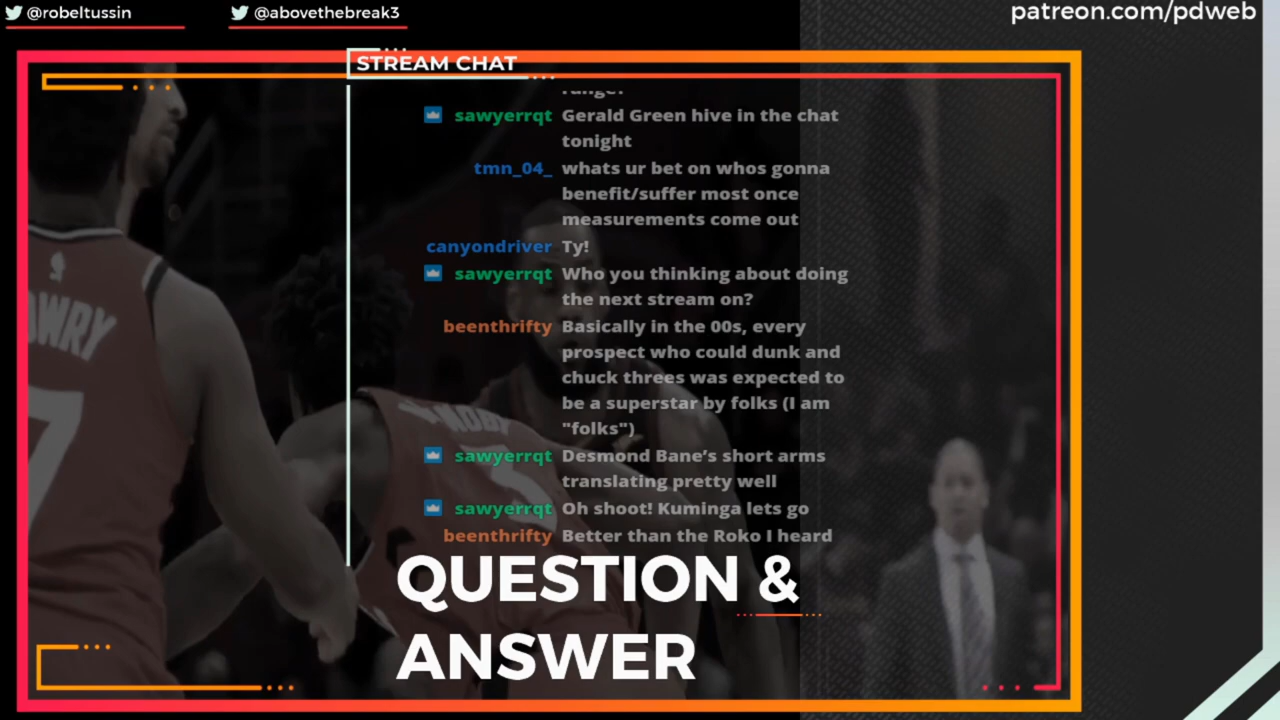 @robeltussin @abovethebreak3 patreon.com/pdweb
STREAM CHAT
sawyerrqt Gerald Green hive in the chat
tonight
tmn_04_ whats ur bet on whos gonna
benefit/suffer most once
measurements come out
canyondriver Ty!
sawyerrqt Who you thinking about doing
the next stream on?
beenthrifty Basically in the 00s, every
prospect who could dunk and
chuck threes was expected to
be a superstar by folks (I am
"folks")
sawyerrqt Desmond Bane’s short arms
translating pretty well
sawyerrqt Oh shoot! Kuminga lets go
beenthrifty Better than the Roko I heard
QUESTION &
ANSWER
7